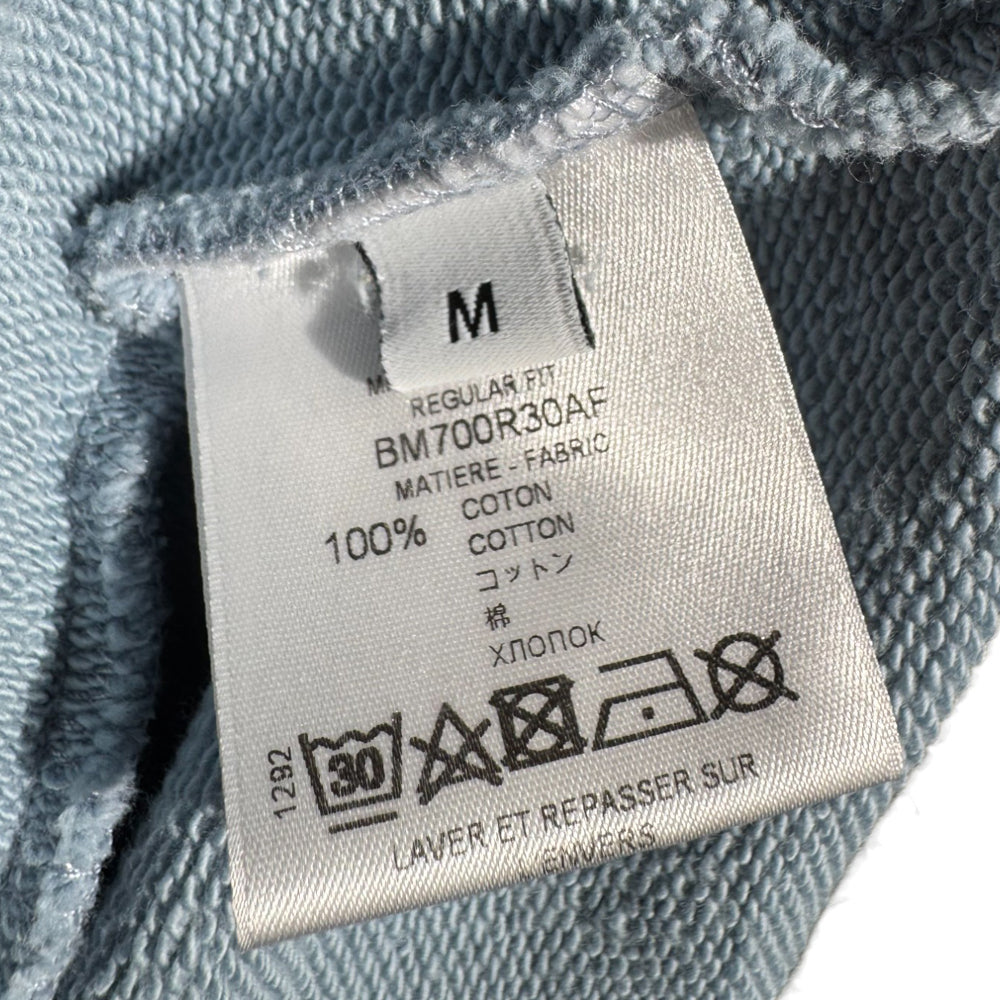 M
REGULAR FIT
BM700R30AF
MATIERE - FABRIC
100% COTON
COTTON
コットン
棉
ХЛОПОК
1292
30
LAVER ET REPASSER SUR
L'ENVERS